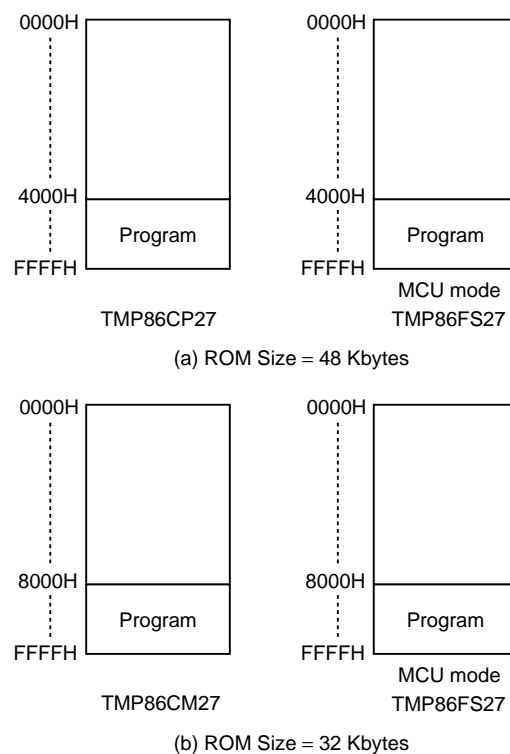 0000H
0000H
4000H
4000H
Program
Program
FFFFH
FFFFH
MCU mode
TMP86CP27
TMP86FS27
(a) ROM Size = 48 Kbytes
0000H
0000H
8000H
8000H
Program
Program
FFFFH
FFFFH
MCU mode
TMP86CM27
TMP86FS27
(b) ROM Size = 32 Kbytes